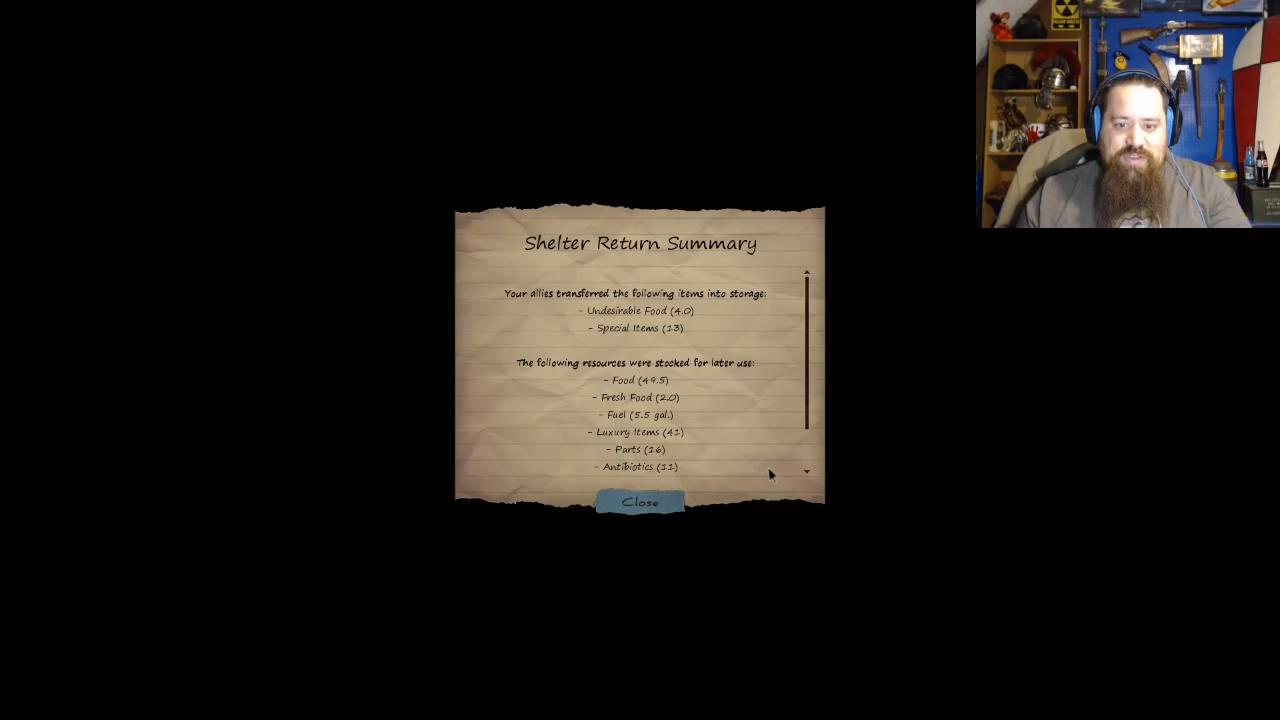 Shelter Return Summary
Your allies transferred the following items into storage:
- Undesirable Food (4.0)
- Special Items (13)
The following resources were stocked for later use:
- Food (49.5)
- Fresh Food (2.0)
- Fuel (5.5 gal.)
- Luxury Items (41)
- Parts (16)
- Antibiotics (11)
Close